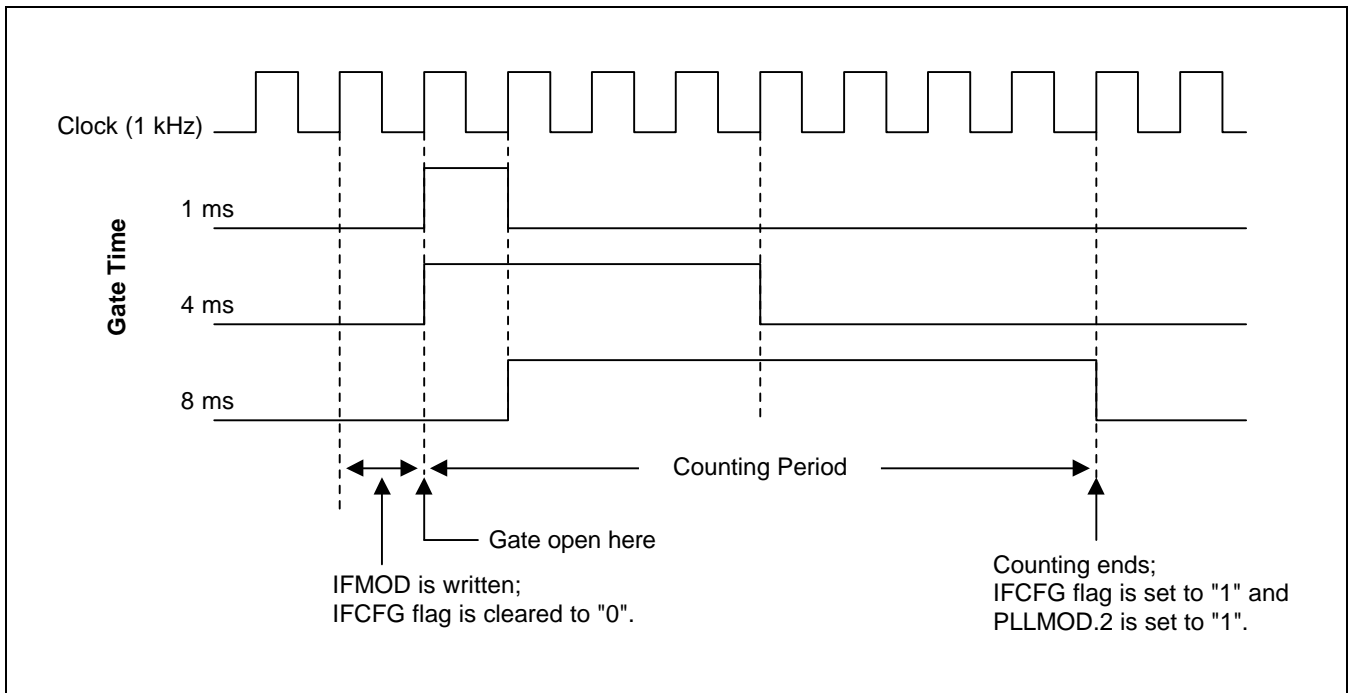 Clock (1 kHz)
Gate Time
1 ms
4 ms
8 ms
Counting Period
Gate open here
IFMOD is written;
IFCFG flag is cleared to "0".
Counting ends;
IFCFG flag is set to "1" and
PLLMOD.2 is set to "1".